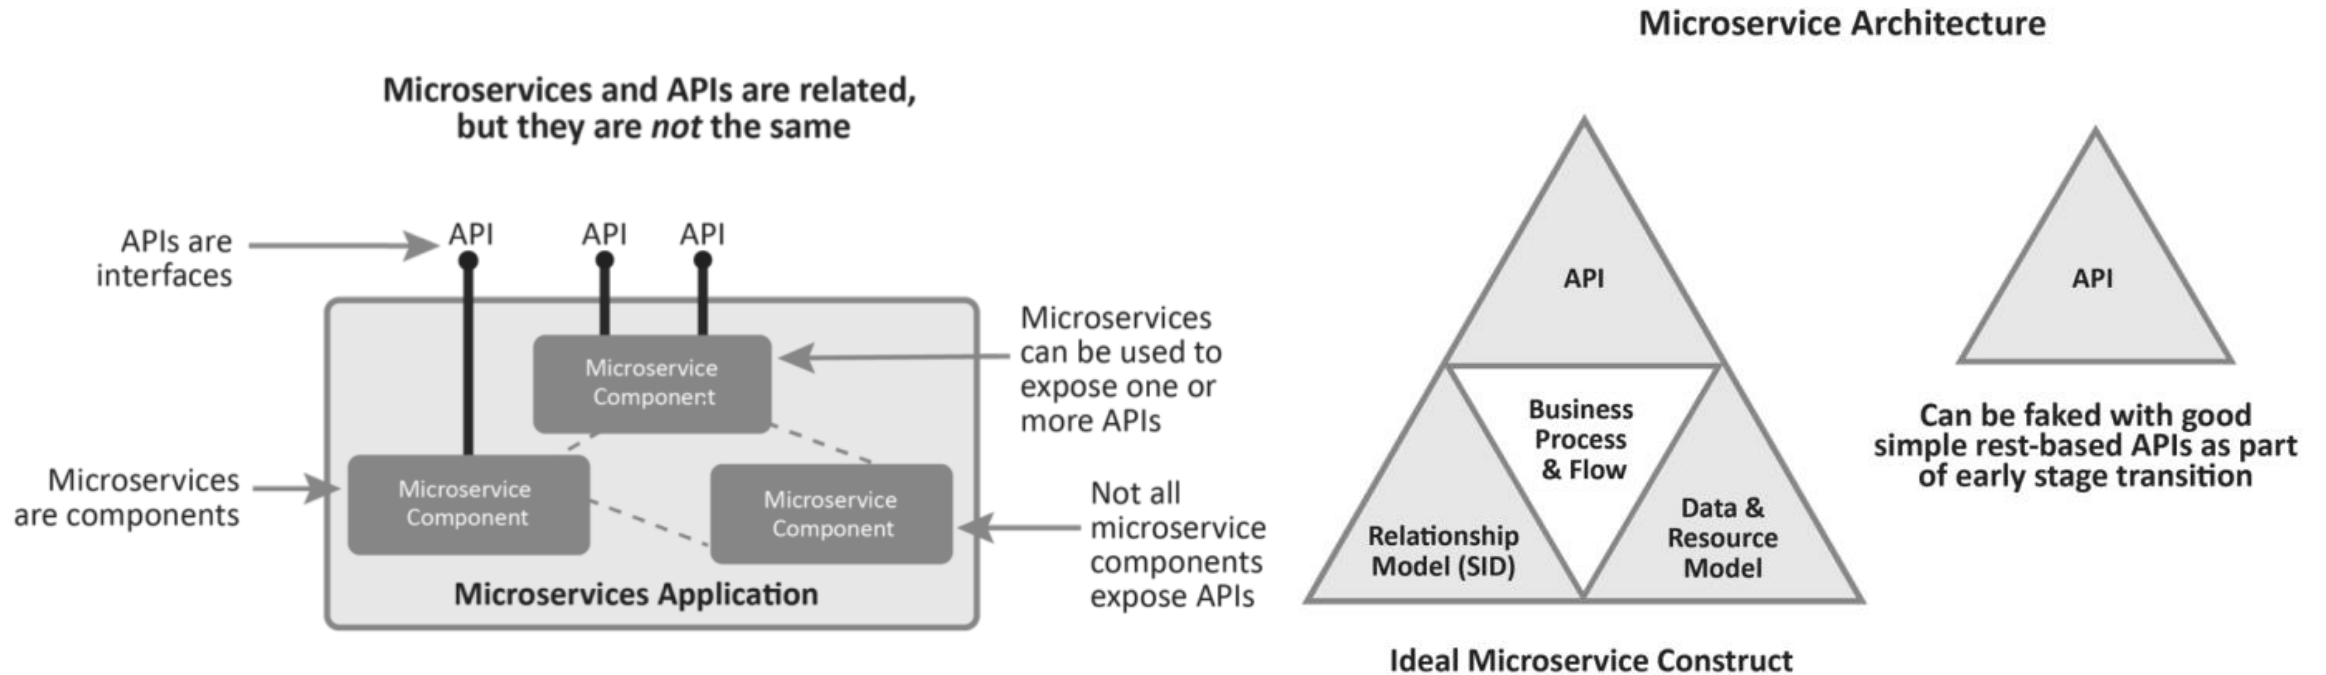 Microservices and APIs are related,
but they are not the same
APIs are
interfaces
API
API
API
Microservices
can be used to
expose one or
more APIs
Microservice
Component
Microservices
are components
Microservice
Component
Microservice
Component
Not all
microservice
components
expose APIs
Microservices Application
Microservice Architecture
API
Business
Process
& Flow
Relationship
Model (SID)
Data &
Resource
Model
Ideal Microservice Construct
API
Can be faked with good
simple rest-based APIs as part
of early stage transition